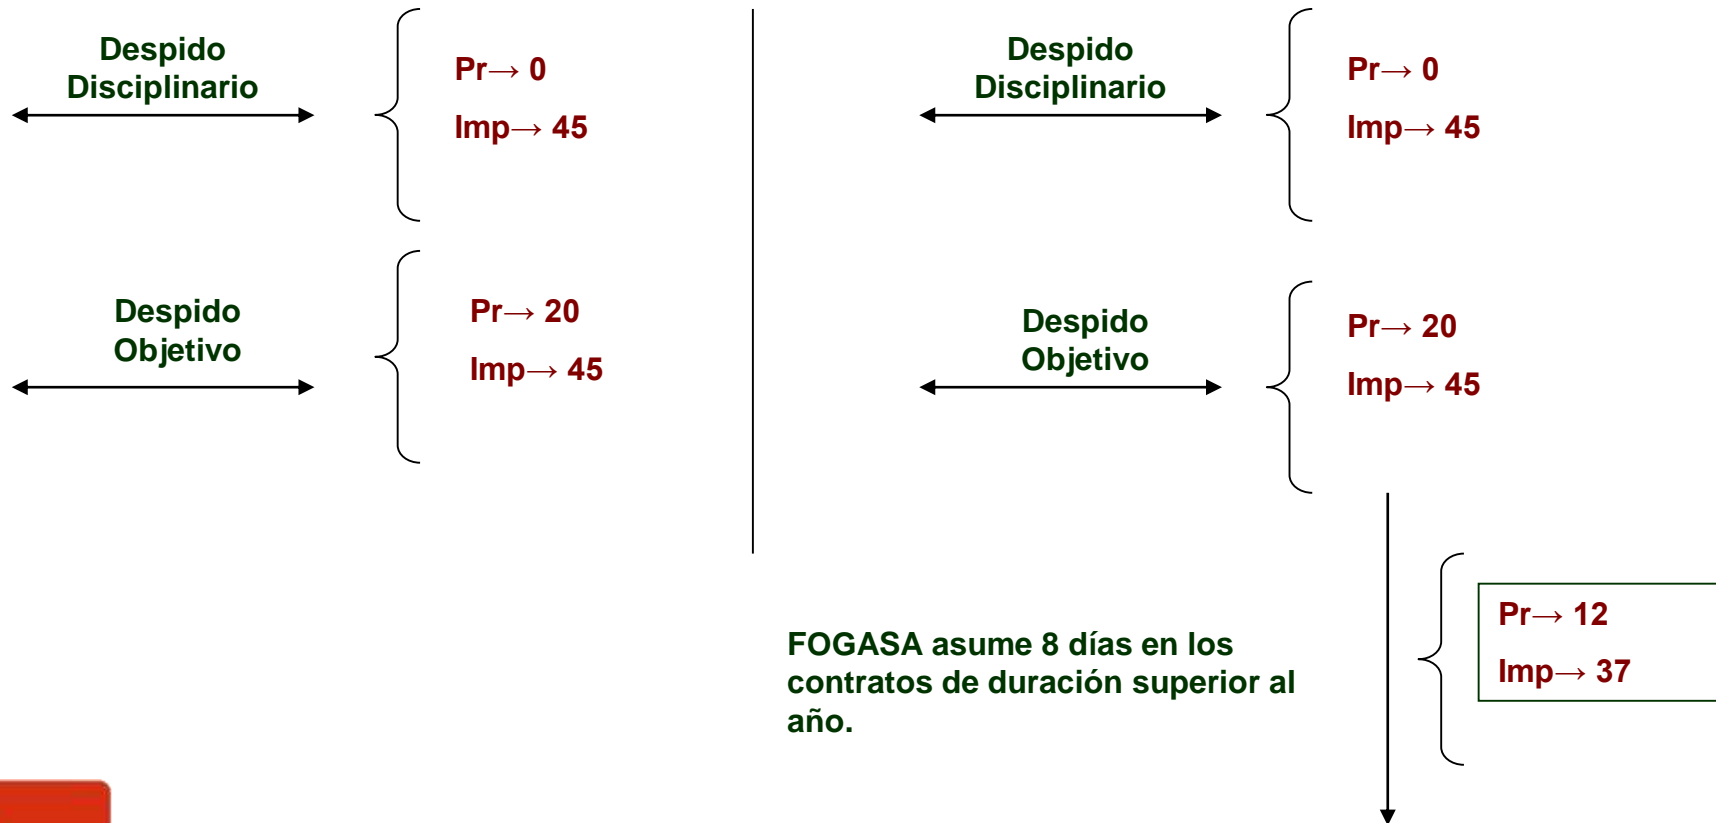 Despido
Disciplinario
Pr→ 0
Imp→ 45
Despido
Objetivo
Pr→ 20
Imp→ 45
Despido
Disciplinario
Pr→ 0
Imp→ 45
Despido
Objetivo
Pr→ 20
Imp→ 45
FOGASA asume 8 días en los
contratos de duración superior al
año.
Pr→ 12
Imp→ 37